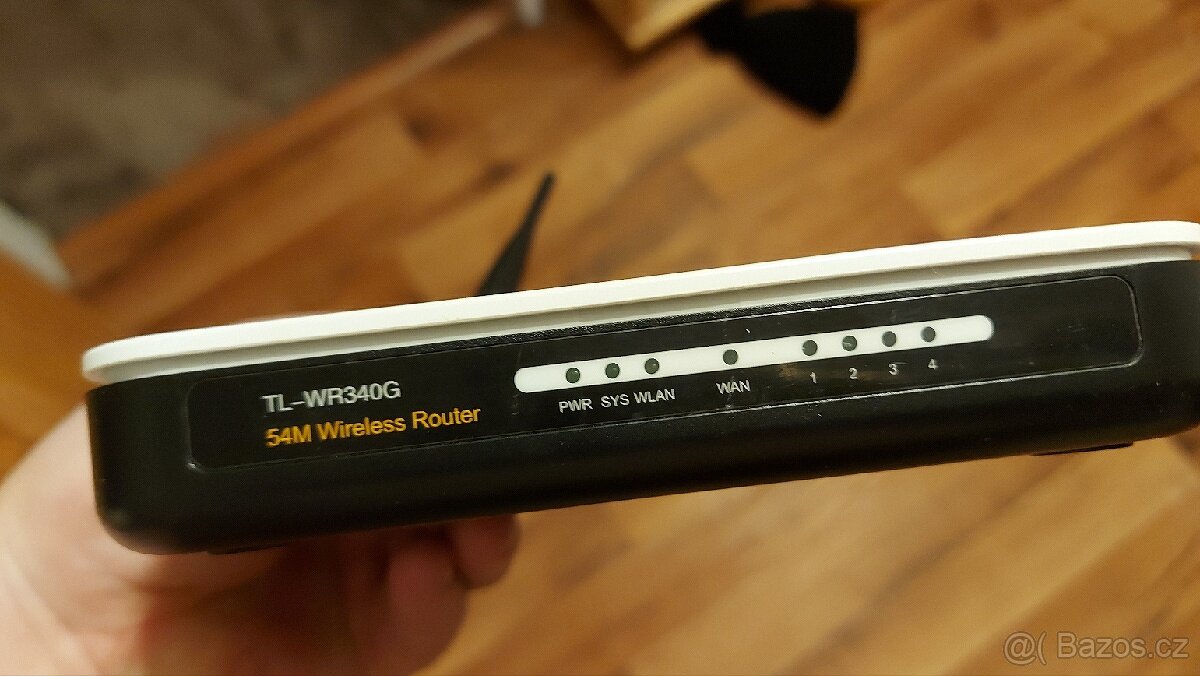 TL-WR340G
54M Wireless Router
PWR SYS WLAN WAN 1 2 3 4
@( Bazos.cz